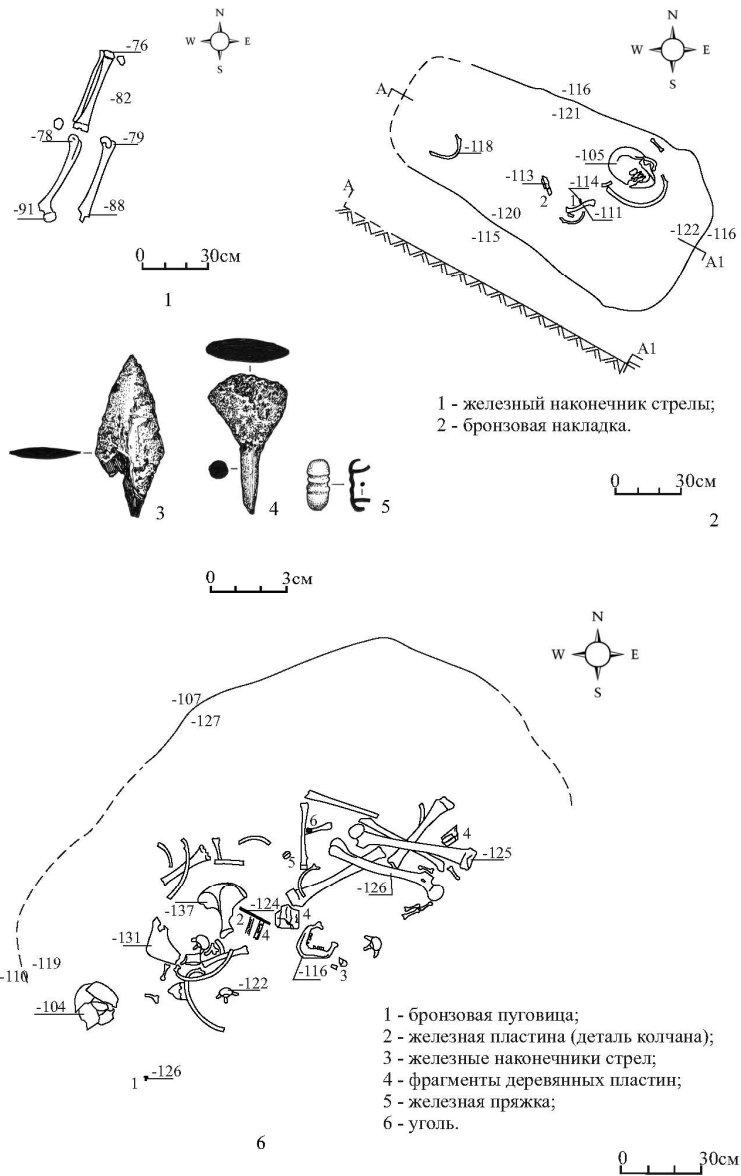 N
W E
S
-76
-82
-78 -79
-91 -88
0 30см
1
N
W E
S
A
-116
-121
-118
-105
-113
-114
2
1
-111
A
-120
-115
-122 -116
A1
A1
1 - железный наконечник стрелы;
2 - бронзовая накладка.
0 30см
2
3
4
5
0 3см
N
W E
S
-107
-127
6
4
5
-125
-126
-124
-137
2
4
4
-131
-116
3
-119
-110
-122
-104
1 -126
1 - бронзовая пуговица;
2 - железная пластина (деталь колчана);
3 - железные наконечники стрел;
4 - фрагменты деревянных пластин;
5 - железная пряжка;
6 - уголь.
6
0 30см